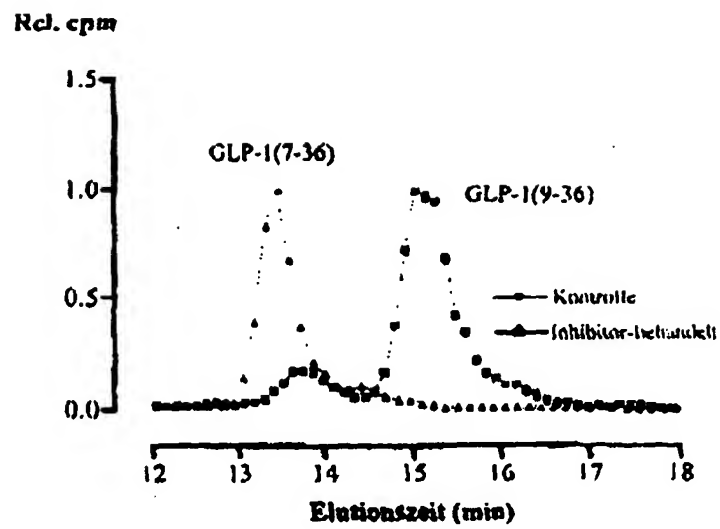 Rel. cpm
1.5
GLP-1(7-36)
1.0
GLP-1(9-36)
0.5
Kontrolle
Inhibitor-behandelt
0.0
12 13 14 15 16 17 18
Elutionszeit (min)